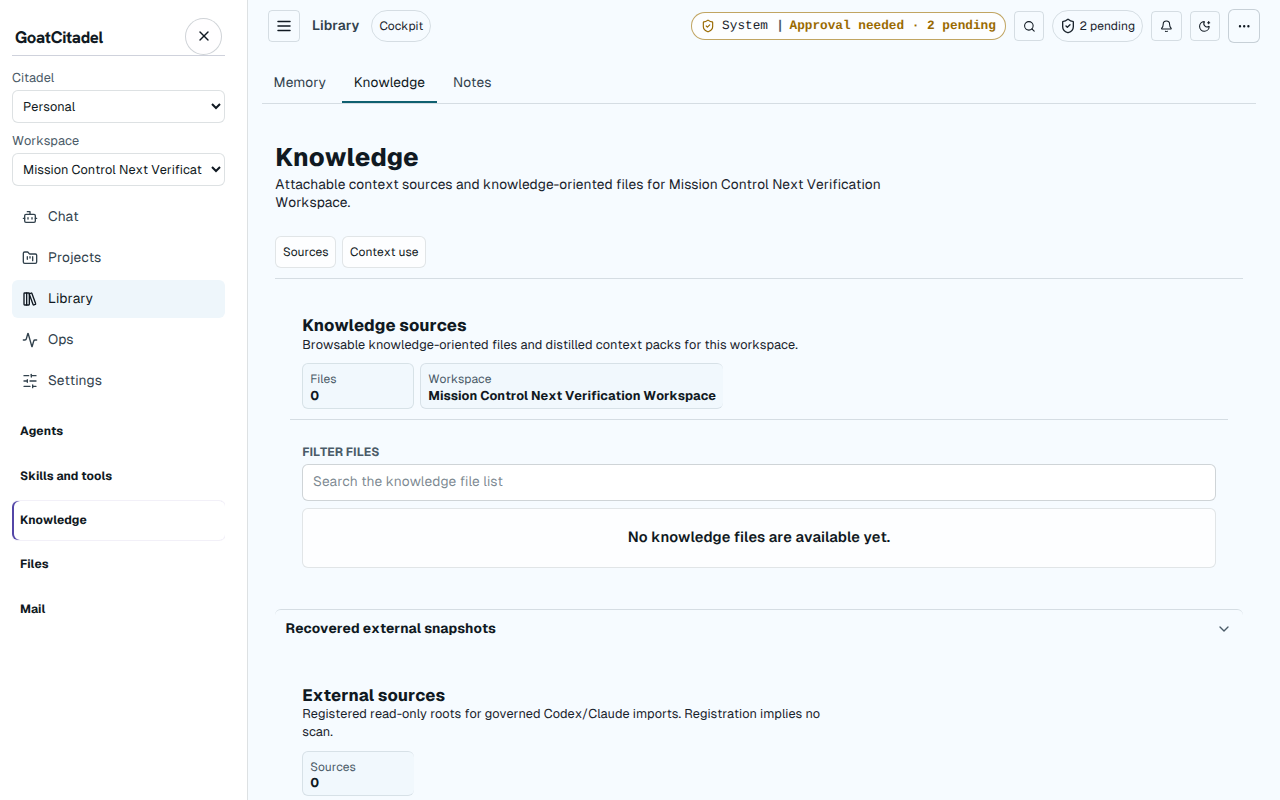 GoatCitadel
Citadel
Personal
Workspace
Mission Control Next Verificat
Chat
Projects
Library
Ops
Settings
Agents
Skills and tools
Knowledge
Files
Mail
Library
Cockpit
System | Approval needed · 2 pending
2 pending
Memory
Knowledge
Notes
Knowledge
Attachable context sources and knowledge-oriented files for Mission Control Next Verification
Workspace.
Sources
Context use
Knowledge sources
Browsable knowledge-oriented files and distilled context packs for this workspace.
Files
0
Workspace
Mission Control Next Verification Workspace
FILTER FILES
Search the knowledge file list
No knowledge files are available yet.
Recovered external snapshots
External sources
Registered read-only roots for governed Codex/Claude imports. Registration implies no
scan.
Sources
0